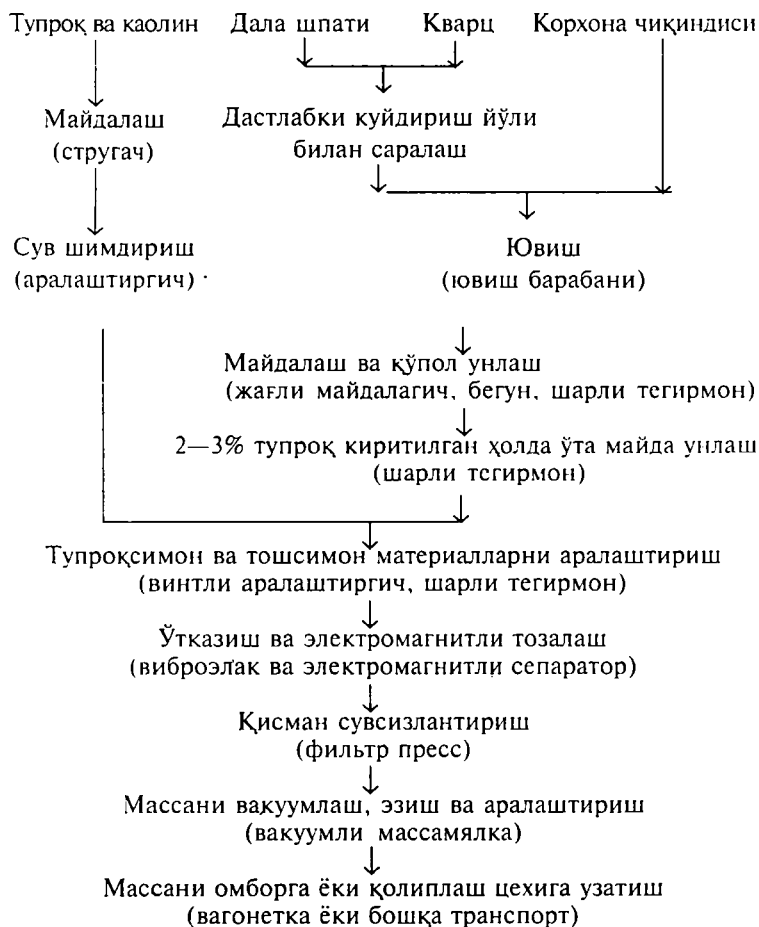 Тупроқ ва каолин Дала шпати Кварц Корхона чиқиндиси
Майдалаш
(стругач)
Дастлабки куйдириш йўли
билан саралаш
Сув шимдириш
(аралаштиргич)
Ювиш
(ювиш барабани)
Майдалаш ва қўпол унлаш
(жағли майдалагич, бегун, шарли тегирмон)
2—3% тупроқ киритилган ҳолда ўта майда унлаш
(шарли тегирмон)
Тупроқсимон ва тошсимон материалларни аралаштириш
(винтли аралаштиргич, шарли тегирмон)
Ўтказиш ва электромагнитли тозалаш
(виброэлак ва электромагнитли сепаратор)
Қисман сувсизлантириш
(фильтр пресс)
Массани вакуумлаш, эзиш ва аралаштириш
(вакуумли массамялка)
Массани омборга ёки қолиплаш цехига узатиш
(вагонетка ёки бошқа транспорт)